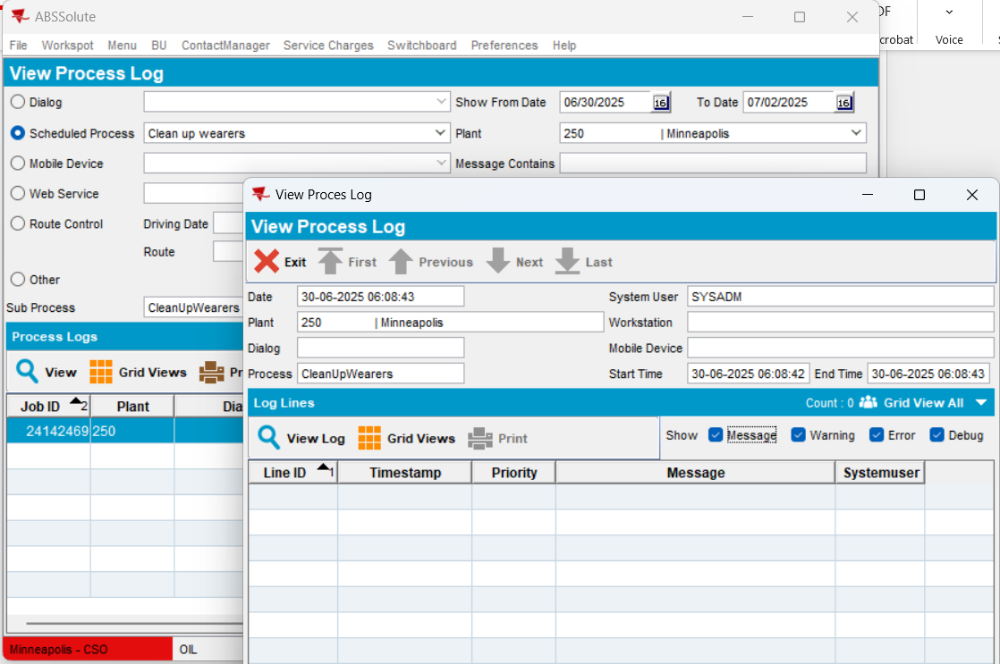 ABSSolute
DF
File Workspot Menu BU ContactManager Service Charges Switchboard Preferences Help
crobat Voice
View Process Log
Dialog Show From Date 06/30/2025 16 To Date 07/02/2025 16
Scheduled Process Clean up wearers Plant 250 | Minneapolis
Mobile Device Message Contains
Web Service
Route Control Driving Date
Route
Other
Sub Process CleanUpWearers
Process Logs
View Grid Views Pr
Job ID 2 Plant Dia
24142469 250
Minneapolis - CSO OIL
View Proces Log
View Process Log
Exit First Previous Next Last
Date 30-06-2025 06:08:43 System User SYSADM
Plant 250 | Minneapolis Workstation
Dialog Mobile Device
Process CleanUpWearers Start Time 30-06-2025 06:08:42 End Time 30-06-2025 06:08:43
Log Lines Count : 0 Grid View All
View Log Grid Views Print Show Message Warning Error Debug
Line ID 1 Timestamp Priority Message Systemuser